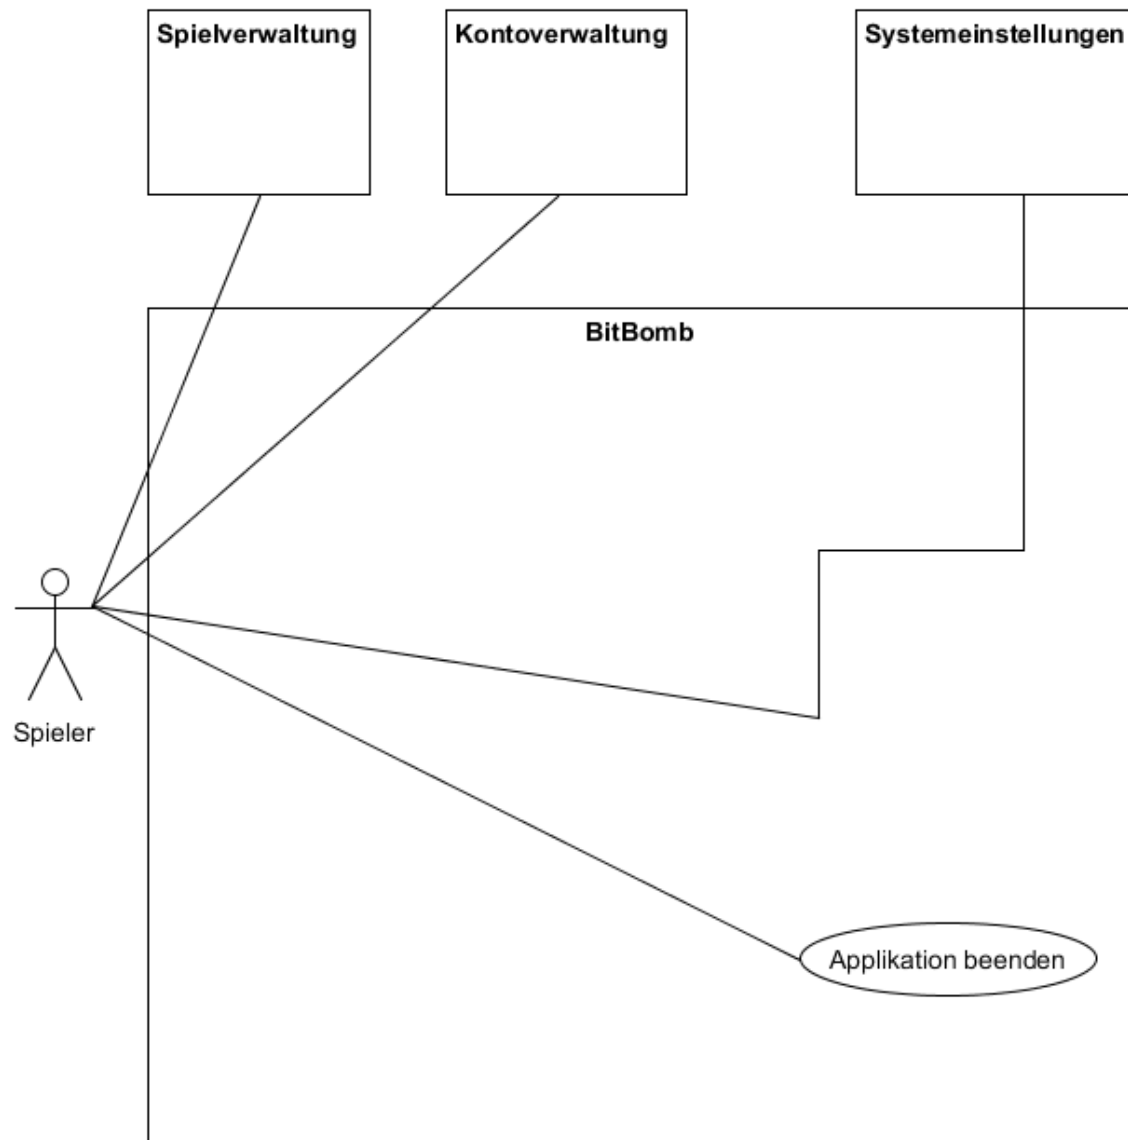 Spielverwaltung
Kontoverwaltung
Systemeinstellungen
BitBomb
Spieler
Applikation beenden